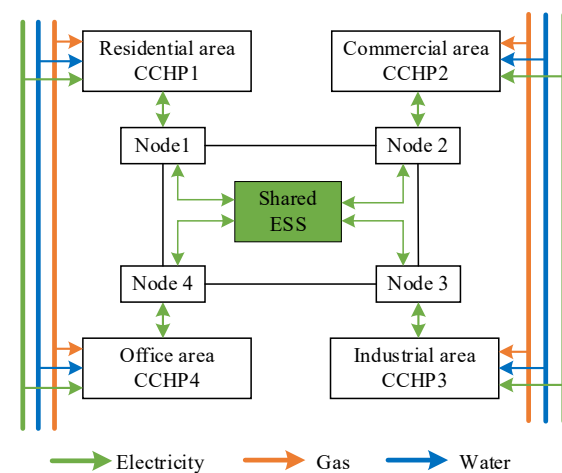 Residential area
CCHP1
Commercial area
CCHP2
Node1
Node 2
Shared
ESS
Node 4
Node 3
Office area
CCHP4
Industrial area
CCHP3
Electricity
Gas
Water